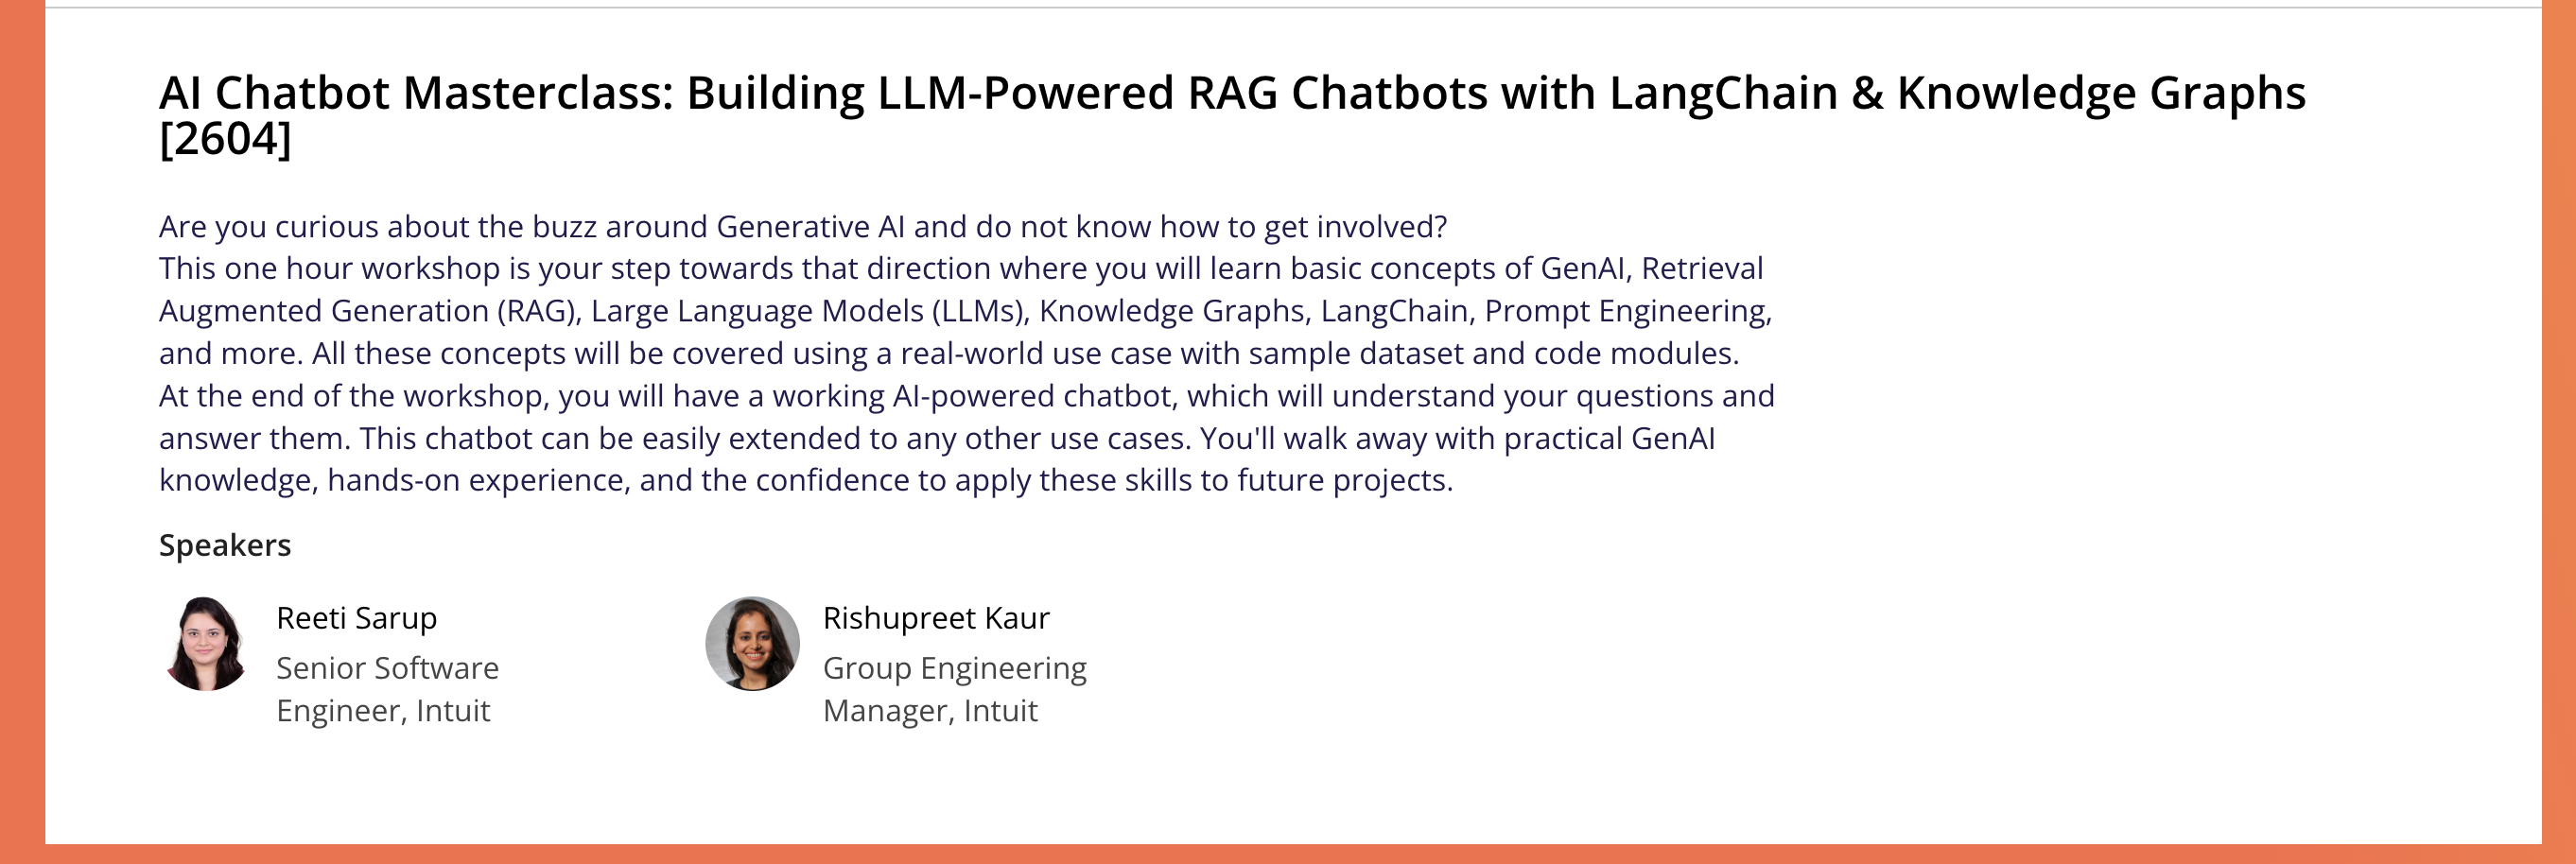 AI Chatbot Masterclass: Building LLM-Powered RAG Chatbots with LangChain & Knowledge Graphs
[2604]
Are you curious about the buzz around Generative AI and do not know how to get involved?
This one hour workshop is your step towards that direction where you will learn basic concepts of GenAI, Retrieval
Augmented Generation (RAG), Large Language Models (LLMs), Knowledge Graphs, LangChain, Prompt Engineering,
and more. All these concepts will be covered using a real-world use case with sample dataset and code modules.
At the end of the workshop, you will have a working AI-powered chatbot, which will understand your questions and
answer them. This chatbot can be easily extended to any other use cases. You'll walk away with practical GenAI
knowledge, hands-on experience, and the confidence to apply these skills to future projects.
Speakers
Reeti Sarup
Senior Software
Engineer, Intuit
Rishupreet Kaur
Group Engineering
Manager, Intuit